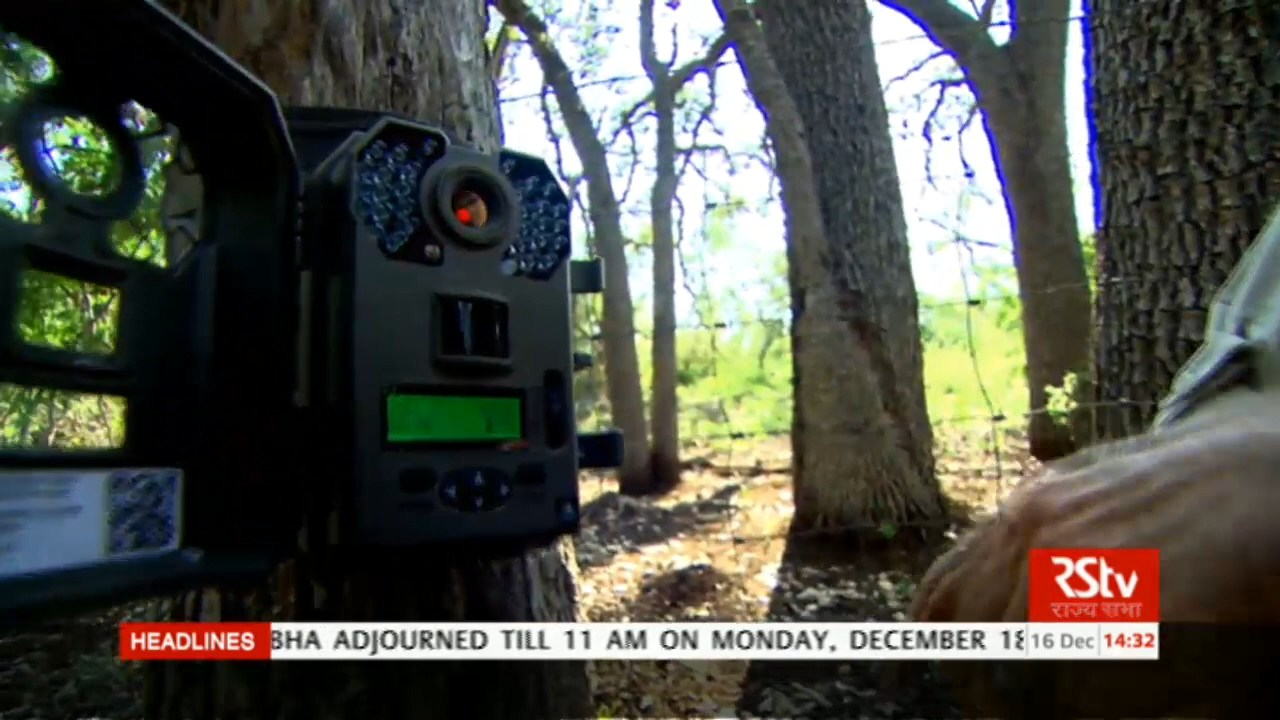 RSTV
राज्य सभा
HEADLINES BHA ADJOURNED TILL 11 AM ON MONDAY, DECEMBER 18 16 Dec 14:32